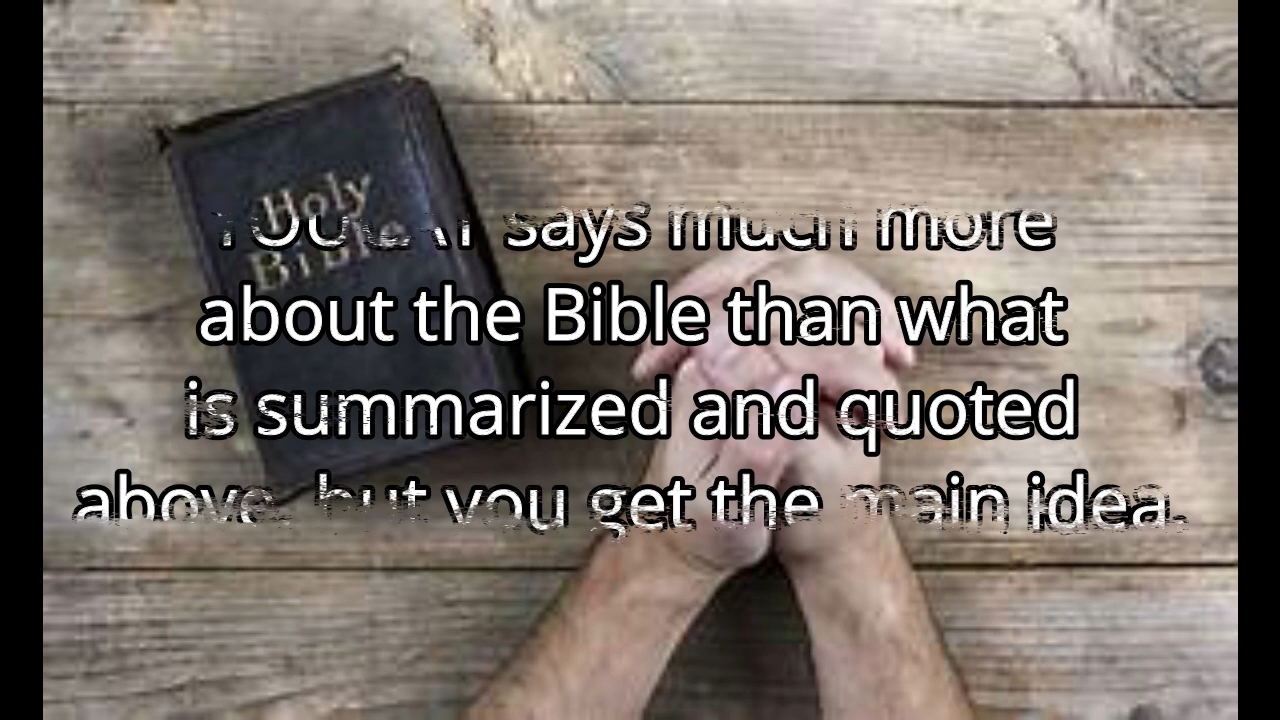 Holy
Bible
YOUCAT says much more
about the Bible than what
is summarized and quoted
above, but you get the main idea.